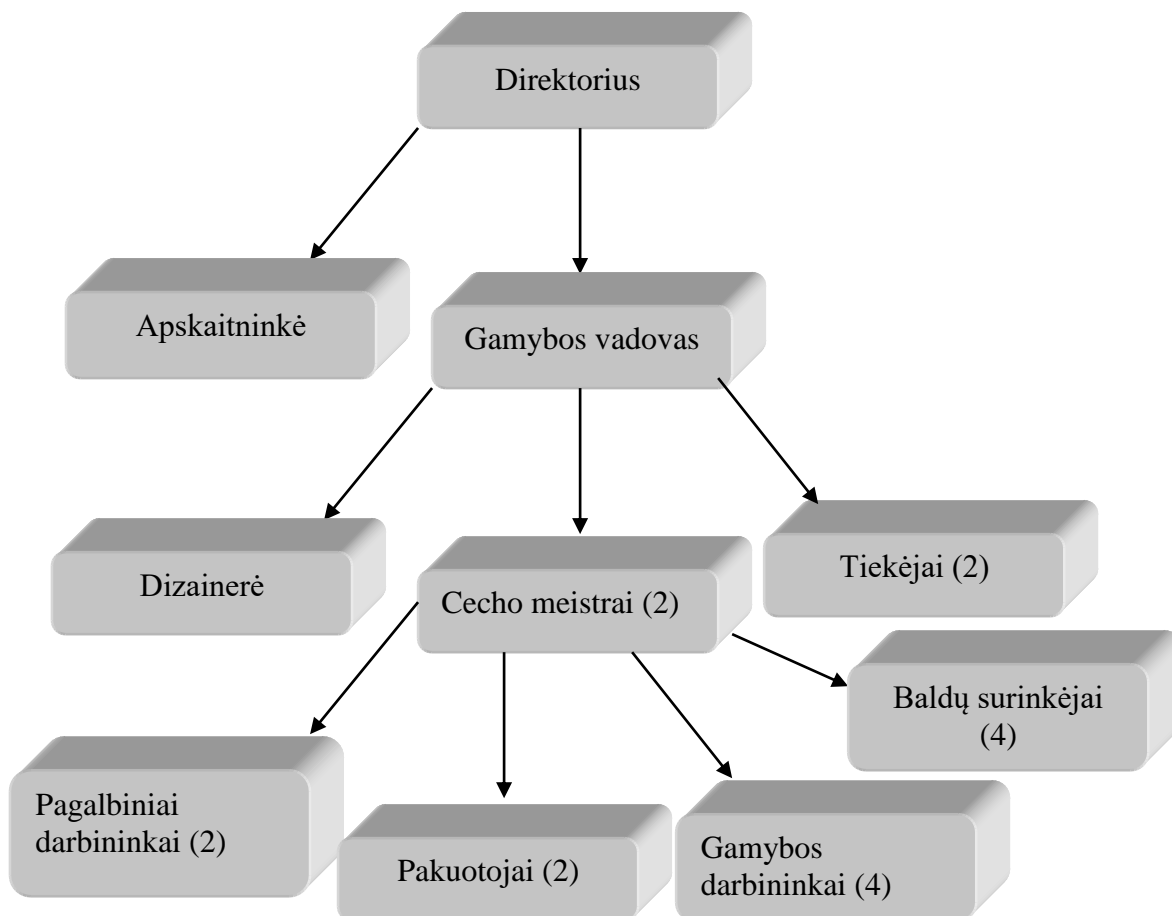 Direktorius
Apskaitninkė
Gamybos vadovas
Dizainerė
Cecho meistrai (2)
Tiekėjai (2)
Baldų surinkėjai
(4)
Pagalbiniai
darbininkai (2)
Pakuotojai (2)
Gamybos
darbininkai (4)